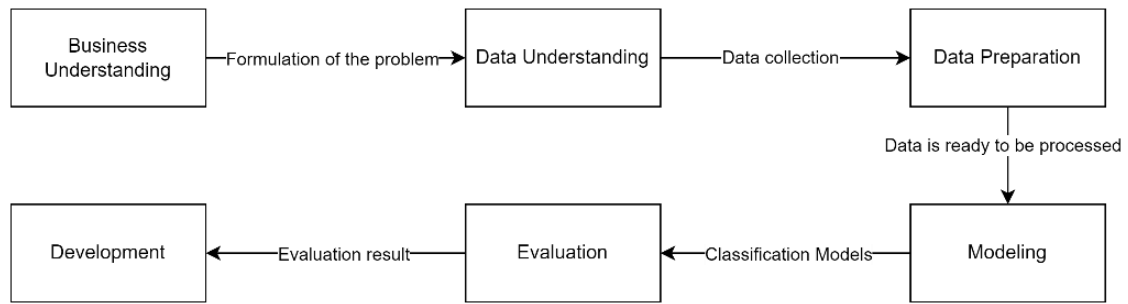 Business
Understanding
Formulation of the problem
Data Understanding
Data collection
Data Preparation
Data is ready to be processed
Modeling
Classification Models
Evaluation
Evaluation result
Development